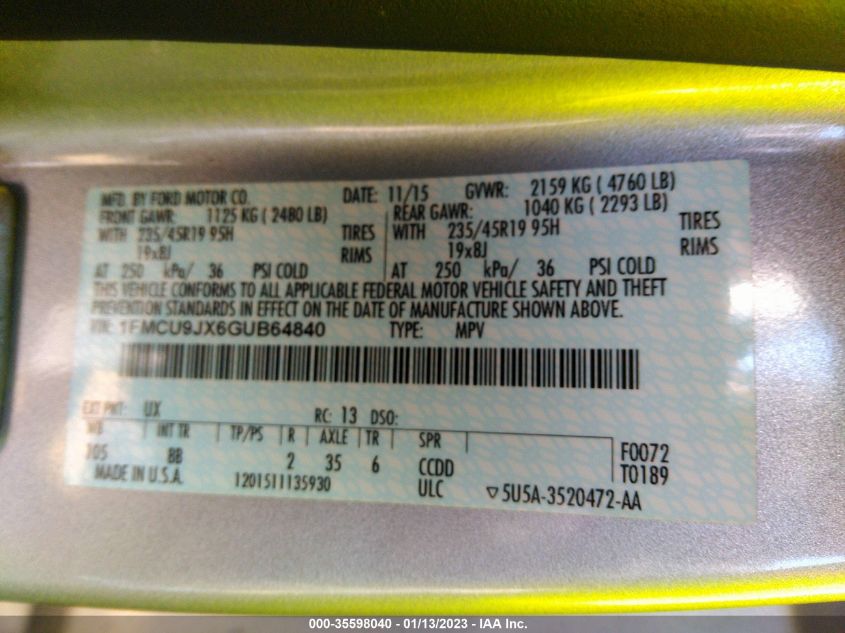 MFD. BY FORD MOTOR CO. DATE: 11/15 GVWR: 2159 KG ( 4760 LB)
FRONT GAWR: 1125 KG ( 2480 LB) REAR GAWR: 1040 KG ( 2293 LB)
WITH 235/45R19 95H TIRES WITH 235/45R19 95H TIRES
19x8J RIMS 19x8J RIMS
AT 250 kPa/ 36 PSI COLD AT 250 kPa/ 36 PSI COLD
THIS VEHICLE CONFORMS TO ALL APPLICABLE FEDERAL MOTOR VEHICLE SAFETY AND THEFT
PREVENTION STANDARDS IN EFFECT ON THE DATE OF MANUFACTURE SHOWN ABOVE.
VIN: 1FMCU9JX6GUB64840 TYPE: MPV
EXT PNT: UX RC: 13 DSO:
WB INT TR TP/PS R AXLE TR SPR F0072
105 BB 2 35 6 CCDD T0189
MADE IN U.S.A. 1201511135930 ULC ▽5U5A-3520472-AA
000-35598040 - 01/13/2023 - IAA Inc.